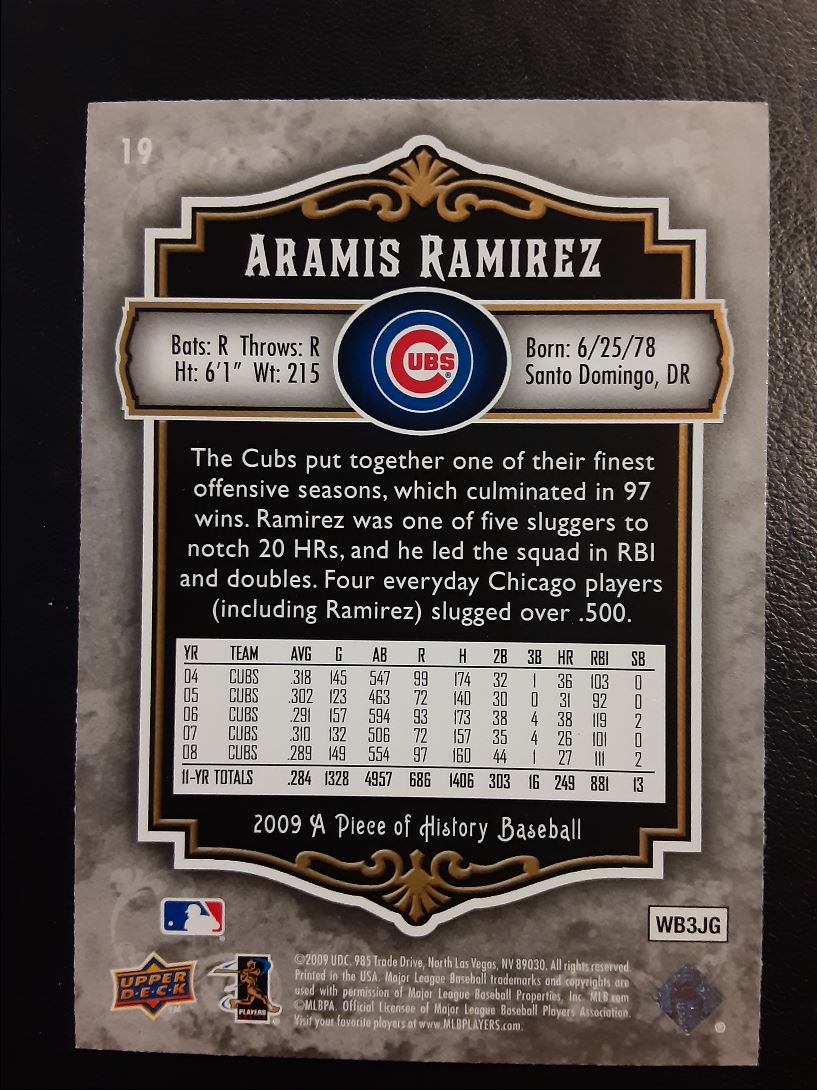 19
ARAMIS RAMIREZ
Bats: R Throws: R
Ht: 6'1" Wt: 215
CUBS
®
Born: 6/25/78
Santo Domingo, DR
The Cubs put together one of their finest
offensive seasons, which culminated in 97
wins. Ramirez was one of five sluggers to
notch 20 HRs, and he led the squad in RBI
and doubles. Four everyday Chicago players
(including Ramirez) slugged over .500.
YR TEAM AVG G AB R H 2B 3B HR RBI SB
04 CUBS .318 145 547 99 174 32 1 36 103 0
05 CUBS .302 123 463 72 140 30 0 31 92 0
06 CUBS .291 157 594 93 173 38 4 38 119 2
07 CUBS .310 132 506 72 157 35 4 26 101 0
08 CUBS .289 149 554 97 160 44 1 27 111 2
11-YR TOTALS .284 1328 4957 686 1406 303 16 249 881 13
2009 A Piece of History Baseball
WB3JG
UPPER
D·E·C·K
TM
PLAYERS
©2009 UDC. 985 Trade Drive, North Las Vegas, NV 89030. All rights reserved.
Printed in the USA. Major League Baseball trademarks and copyrights are
used with permission of Major League Baseball Properties, Inc. MLB.com
©MLBPA. Official Licensee of Major League Baseball Players Association.
Visit your favorite players at www.MLBPLAYERS.com.